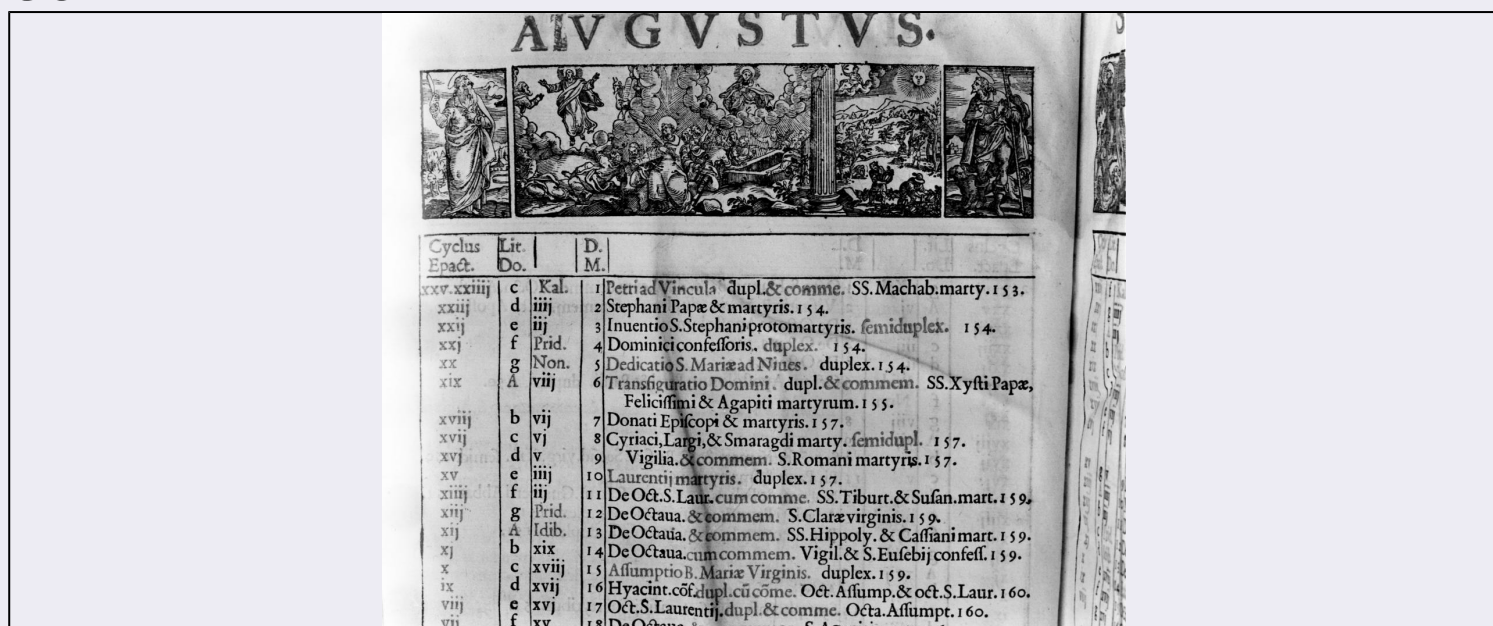 AVGVSTVS.
Cyclus Lit. D.
Epact. Do. M.
xxv.xxiiij c Kal. 1 Petri ad Vincula dupl.& comme. SS.Machab.marty.153.
xxiij d iiij 2 Stephani Papæ & martyris.154.
xxij e iij 3 Inuentio S.Stephani protomartyris. ſemiduplex. 154.
xxj f Prid. 4 Dominici confeſſoris. duplex. 154.
xx g Non. 5 Dedicatio S. Mariæ ad Niues. duplex.154.
xix A viij 6 Transfiguratio Domini. dupl.& commem. SS.Xyſti Papæ,
Feliciſſimi & Agapiti martyrum.155.
xviij b vij 7 Donati Epiſcopi & martyris.157.
xvij c vj 8 Cyriaci,Largi,& Smaragdi marty. ſemidupl. 157.
xvj d v 9 Vigilia.& commem. S.Romani martyris.157.
xv e iiij 10 Laurentij martyris. duplex.157.
xiiij f iij 11 De Oct.S.Laur.cum comme. SS.Tiburt.& Suſan.mart.159.
xiij g Prid. 12 De Octaua.& commem. S.Claræ virginis.159.
xij A Idib. 13 De Octaua.& commem. SS.Hippoly.& Caſſiani mart.159.
xj b xix 14 De Octaua.cum commem. Vigil.& S.Euſebij confeſſ.159.
x c xviij 15 Aſſumptio B.Mariæ Virginis. duplex.159.
ix d xvij 16 Hyacint.cõf.dupl.cũ cõme. Oct.Aſſump.& oct.S.Laur.160.
viij e xvj 17 Oct.S.Laurentij.dupl.& comme. Octa.Aſſumpt.160.
vij f xv 18 De Octaua